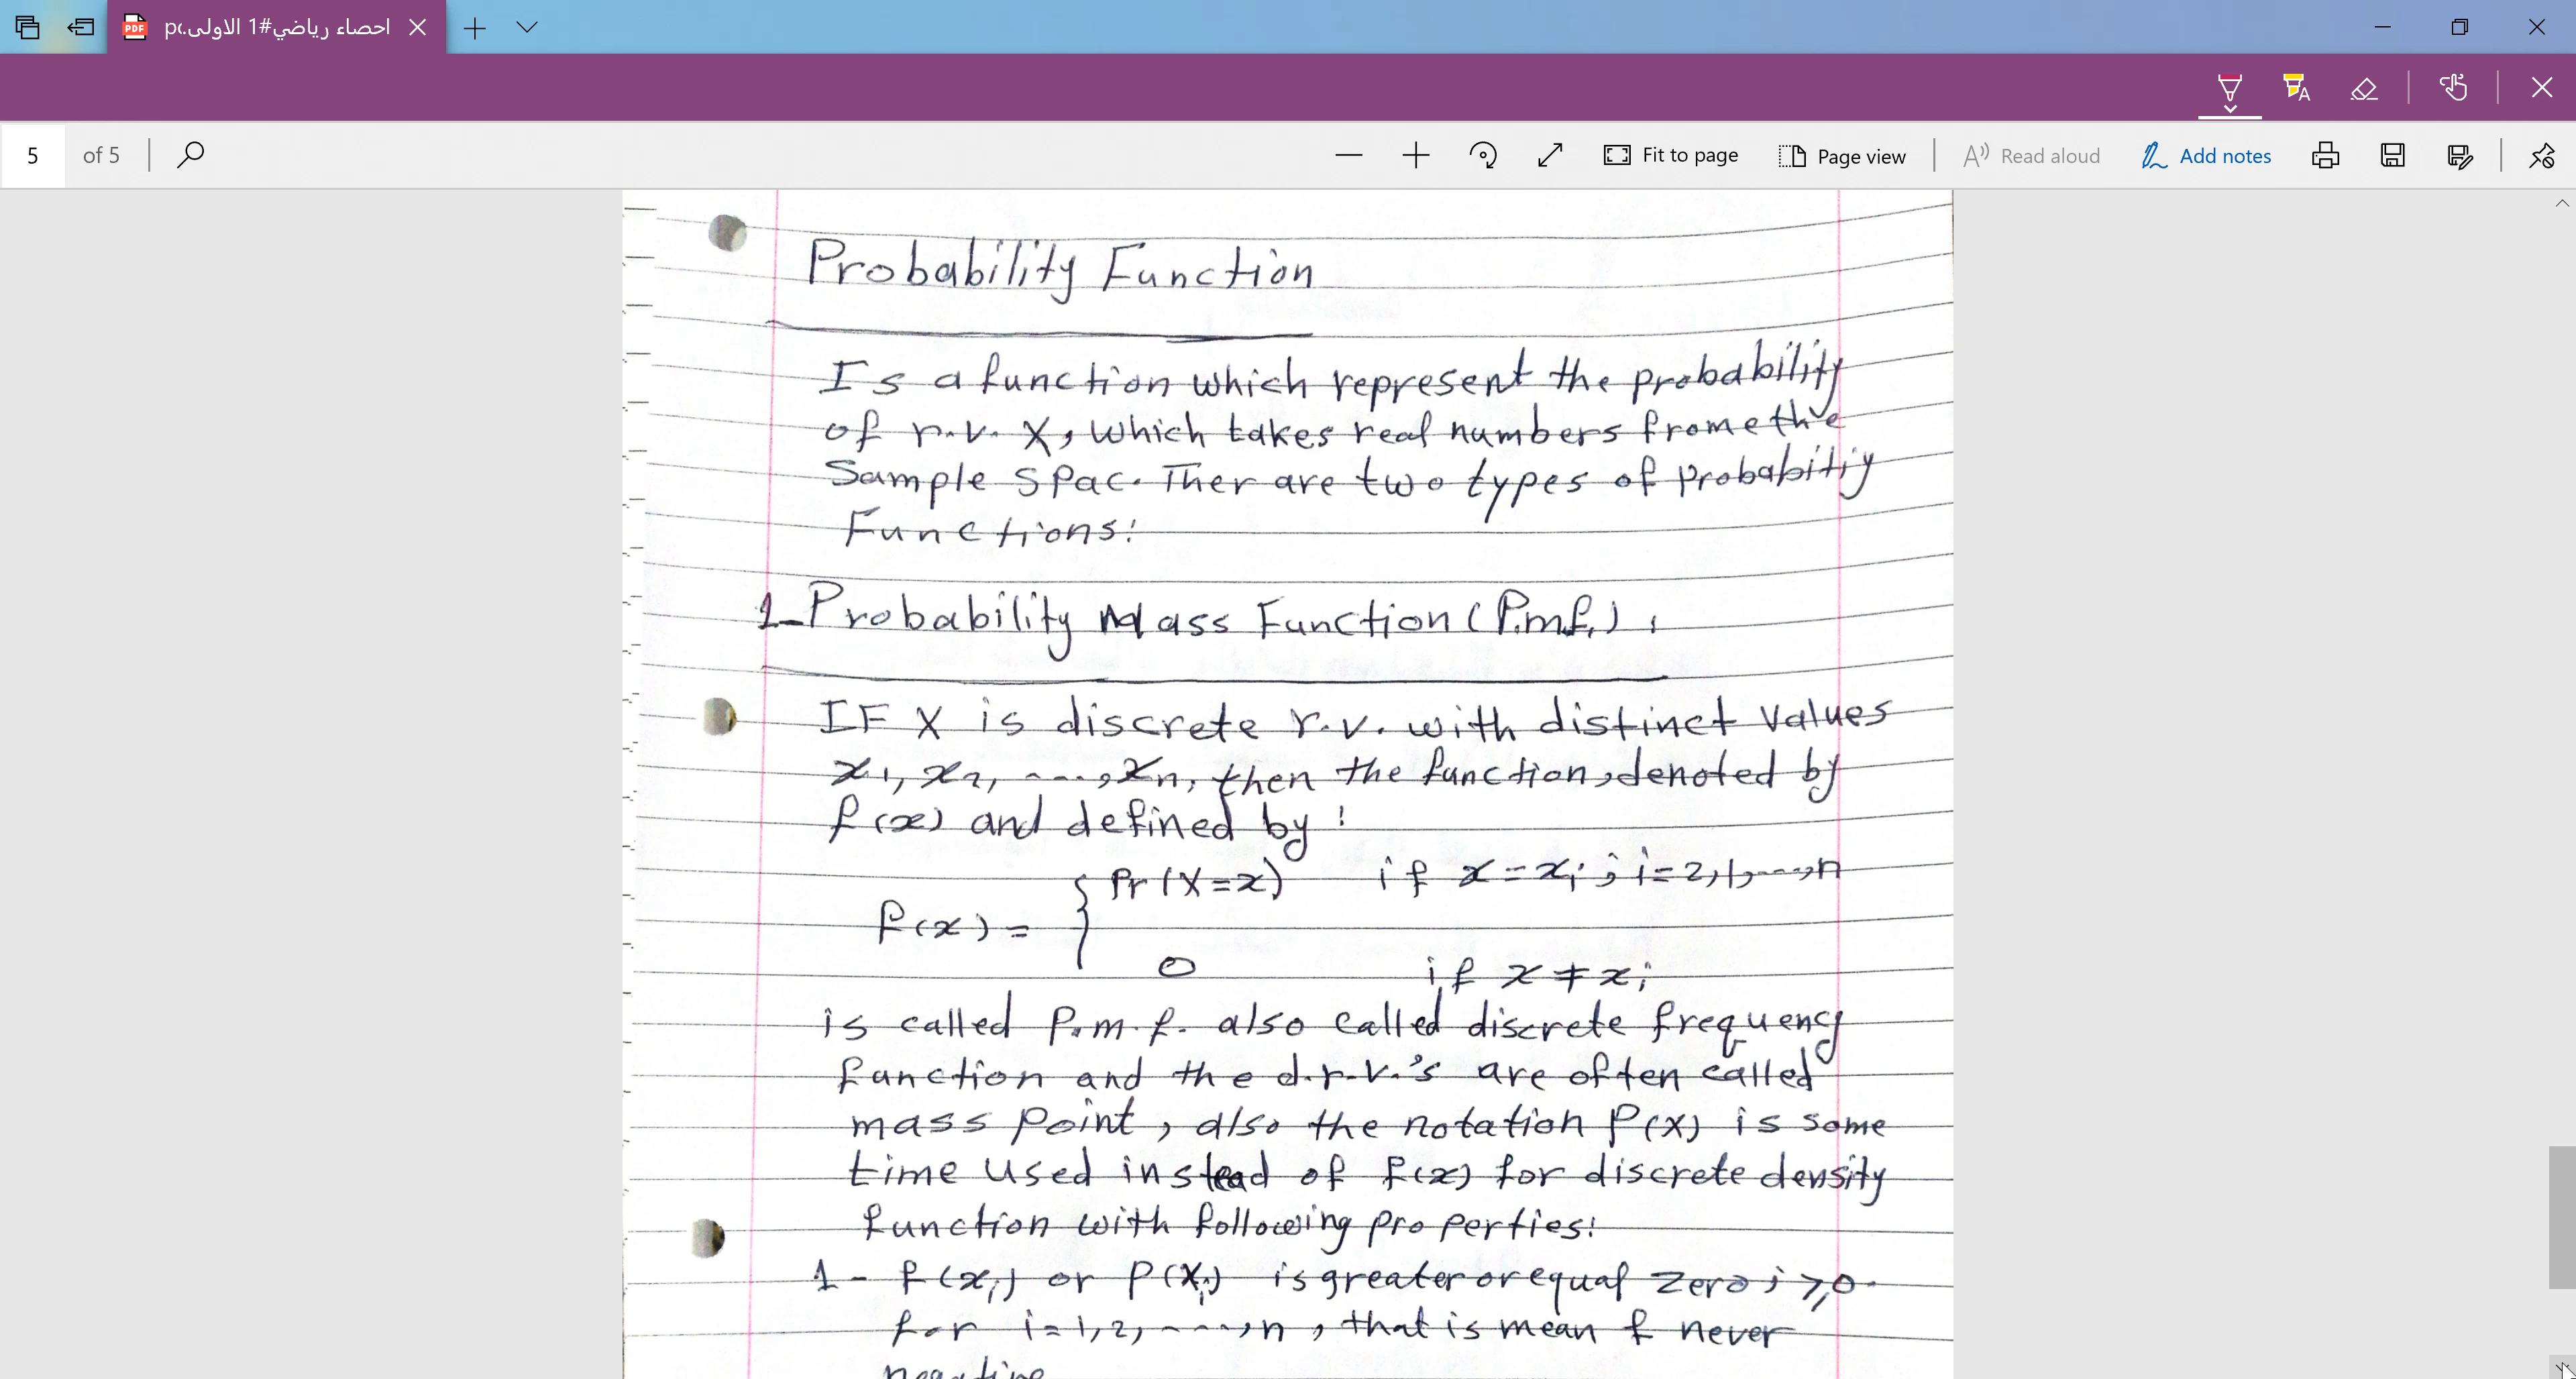 احصاء رياضي#1 الاولى.pc
5 of 5
Fit to page
Page view
Read aloud
Add notes
Probability Function
Is a function which represent the probability
of r.v. X, which takes real numbers frome the
Sample Spac. Ther are two types of probabitiy
Functions:
1- Probability Mass Function (P.m.f.) :
IF X is discrete r.v. with distinct values
x1, x2, ----, xn, then the function, denoted by
f(x) and defined by :
Pr(X=x) if x=xi ; i=2,1,---,n
f(x) = {
0 if x≠xi
is called P.m.f. also called discrete frequency
function and the d.r.v.'s are often called
mass point, also the notation P(X) is some
time used instead of f(x) for discrete density
function with following properties:
1- f(xi) or P(Xi) is greater or equal zero ; ≥0.
for i=1,2,----,n, that is mean f never
negative